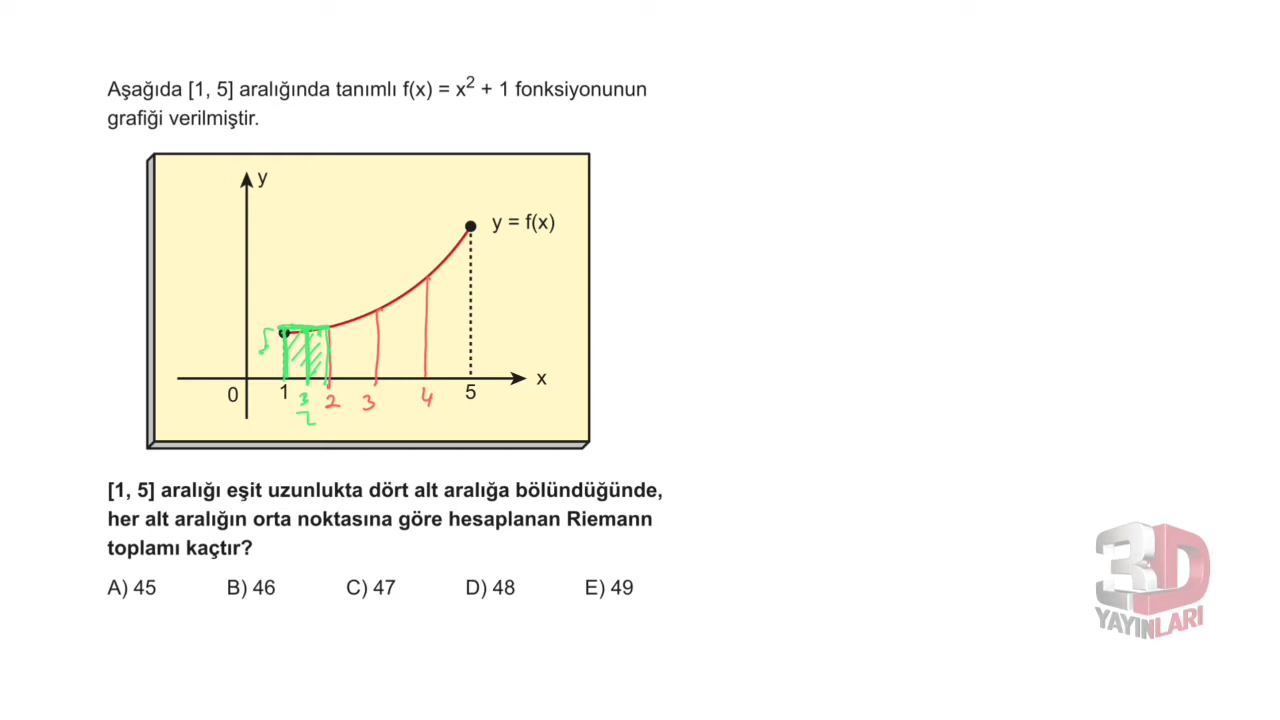 Aşağıda [1, 5] aralığında tanımlı f(x) = x² + 1 fonksiyonunun
grafiği verilmiştir.
y
y = f(x)
0
1
3
2
2
3
4
5
x
[1, 5] aralığı eşit uzunlukta dört alt aralığa bölündüğünde,
her alt aralığın orta noktasına göre hesaplanan Riemann
toplamı kaçtır?
A) 45 B) 46 C) 47 D) 48 E) 49
3D
YAYINLARI